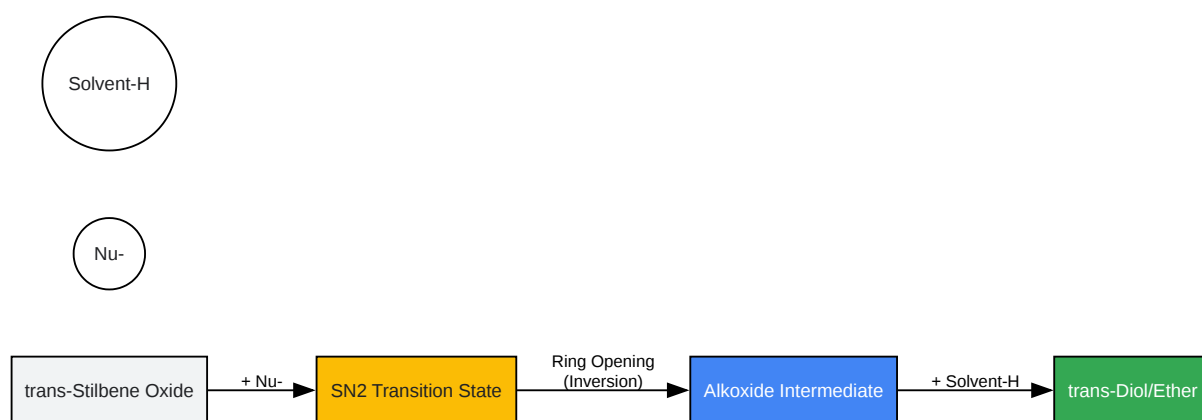 Solvent-H
Nu-
trans-Stilbene Oxide
+ Nu-
SN2 Transition State
Ring Opening
(Inversion)
Alkoxide Intermediate
+ Solvent-H
trans-Diol/Ether